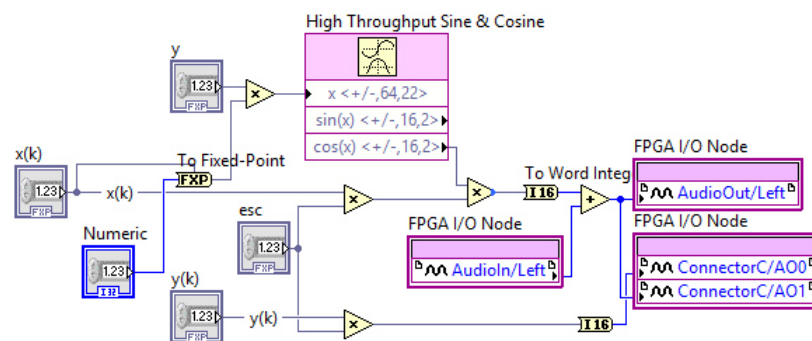 High Throughput Sine & Cosine
y
1.23
FXP
x <+/-,64,22>
sin(x) <+/-,16,2>
cos(x) <+/-,16,2>
x(k)
1.23
FXP
To Fixed-Point
FXP
x(k)
To Word Integ
I16
FPGA I/O Node
AudioOut/Left
Numeric
1.23
I32
esc
1.23
FXP
FPGA I/O Node
AudioIn/Left
FPGA I/O Node
ConnectorC/AO0
ConnectorC/AO1
y(k)
1.23
FXP
y(k)
I16